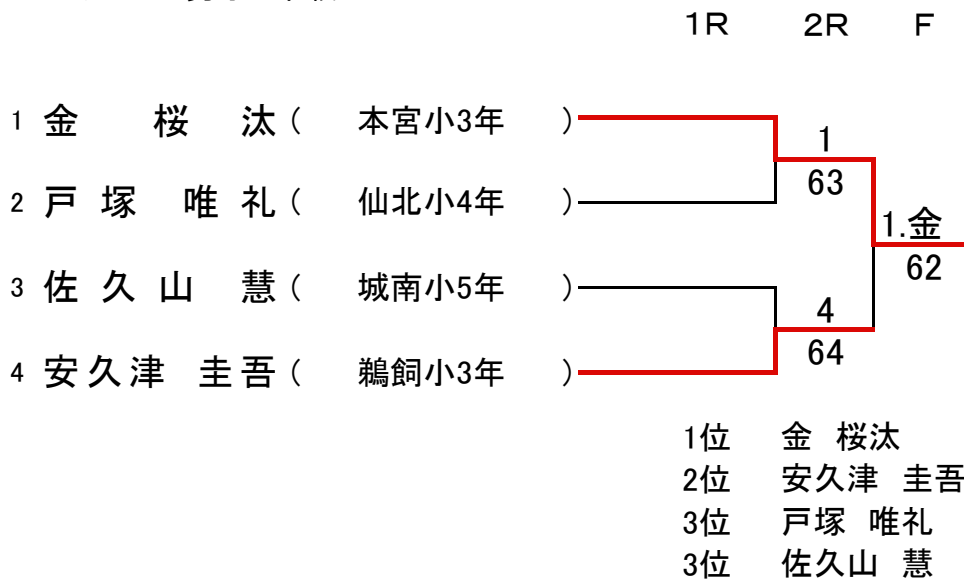 1R 2R F
1 金 桜 汰 ( 本宮小3年 )
1
63
2 戸 塚 唯 礼 ( 仙北小4年 )
1.金
62
3 佐 久 山 慧 ( 城南小5年 )
4
64
4 安久津 圭吾 ( 鵜飼小3年 )
1位 金 桜汰
2位 安久津 圭吾
3位 戸塚 唯礼
3位 佐久山 慧